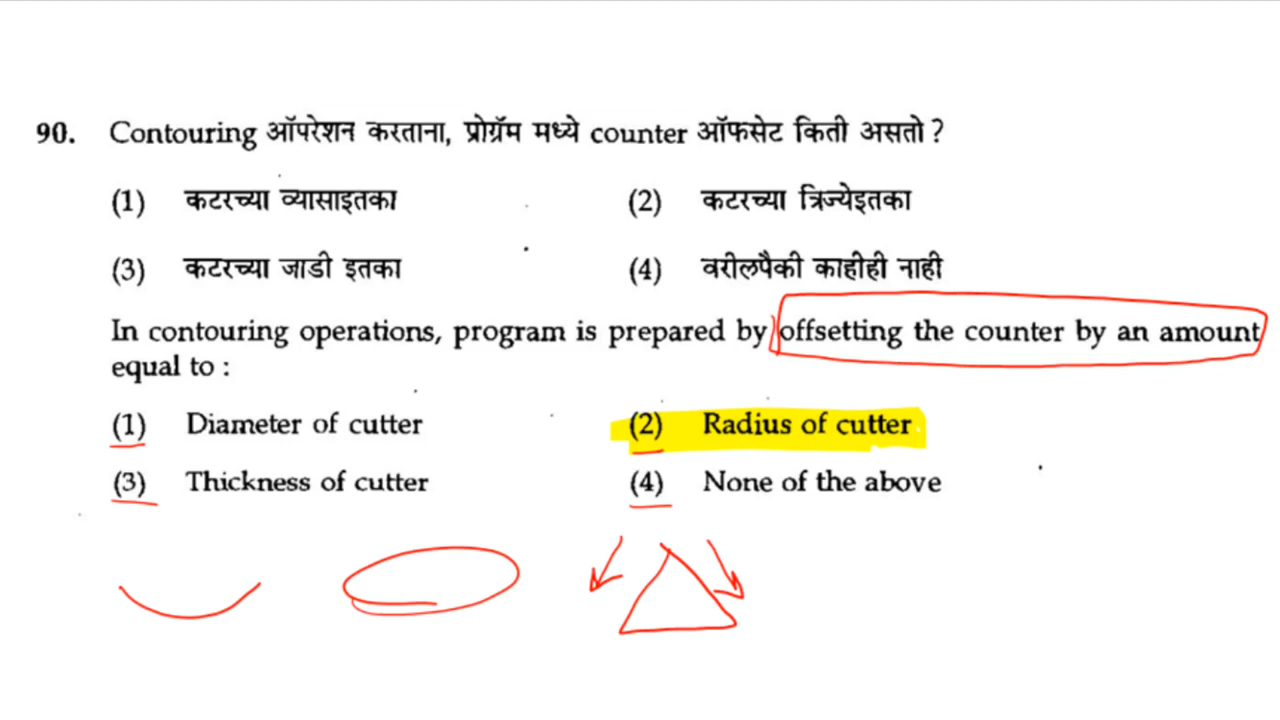 90. Contouring ऑपरेशन करताना, प्रोग्रॅम मध्ये counter ऑफसेट किती असतो ?
(1) कटरच्या व्यासाइतका (2) कटरच्या त्रिज्येइतका
(3) कटरच्या जाडी इतका (4) वरीलपैकी काहीही नाही
In contouring operations, program is prepared by offsetting the counter by an amount
equal to :
(1) Diameter of cutter (2) Radius of cutter
(3) Thickness of cutter (4) None of the above